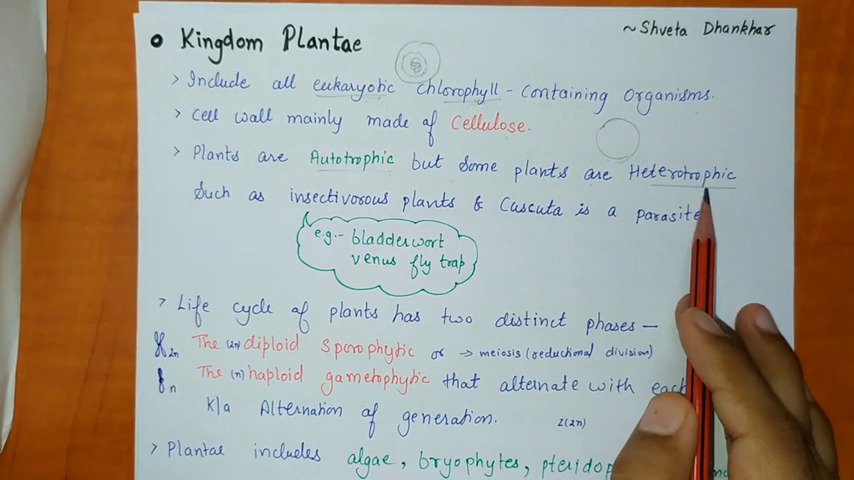 ~Shveta Dhankhar
• Kingdom Plantae
> Include all eukaryotic chlorophyll - Containing Organisms.
> Cell wall mainly made of Cellulose.
> Plants are Autotrophic but Some plants are Heterotrophic
Such as insectivorous plants & Cuscuta is a parasite
e.g:- bladderwort
venus fly trap
> Life cycle of plants has two distinct phases —
2n The (2n) diploid Sporophytic or → meiosis (reductional division)
n The (n) haploid gametophytic that alternate with each
K/a Alternation of generation. Z(2n)
> Plantae includes algae, bryophytes, pteridop